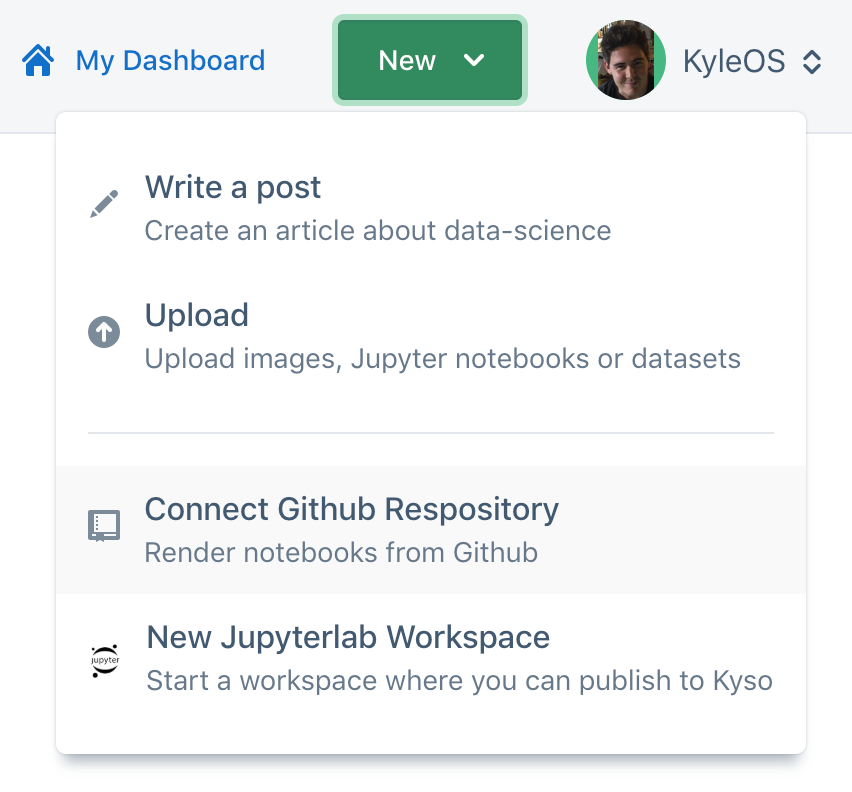 My Dashboard
New
KyleOS
Write a post
Create an article about data-science
Upload
Upload images, Jupyter notebooks or datasets
Connect Github Respository
Render notebooks from Github
jupyter
New Jupyterlab Workspace
Start a workspace where you can publish to Kyso